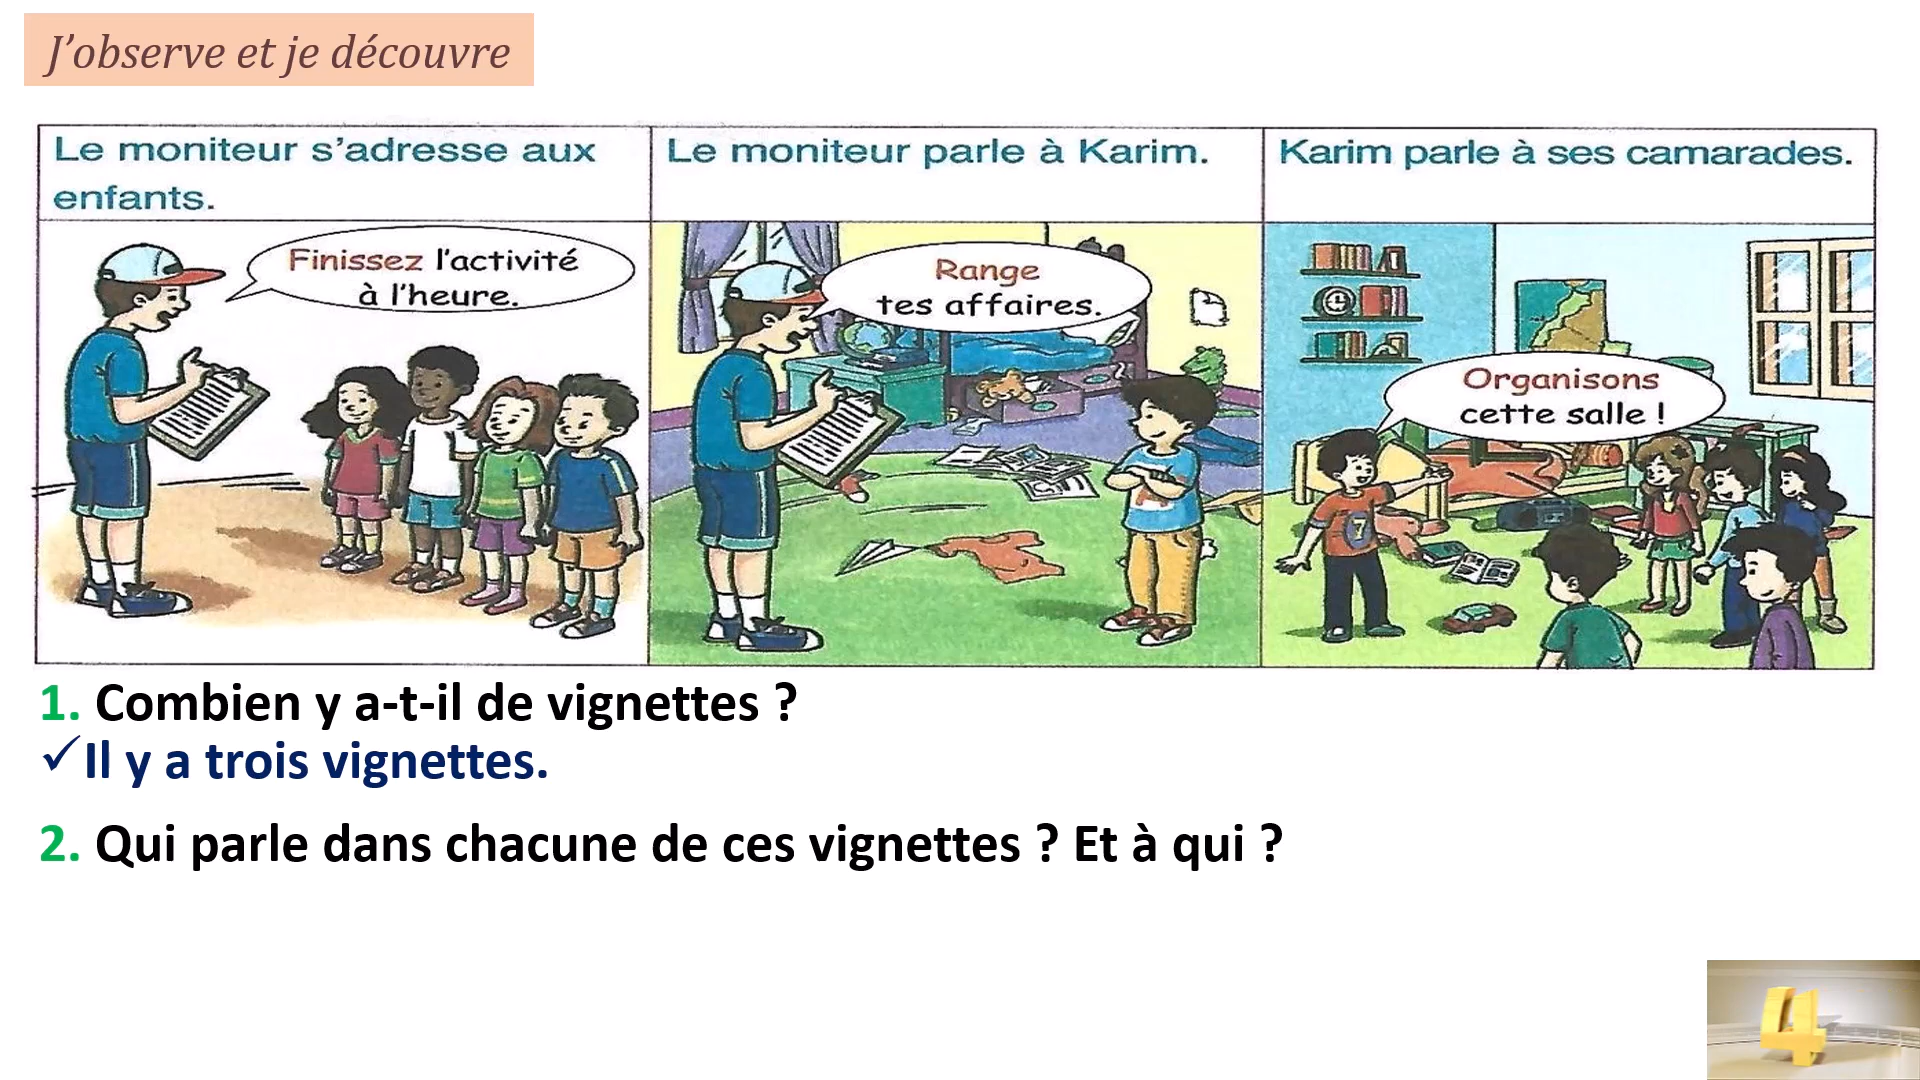 J’observe et je découvre
Le moniteur s’adresse aux
enfants.
Le moniteur parle à Karim.
Karim parle à ses camarades.
Finissez l’activité
à l’heure.
Range
tes affaires.
Organisons
cette salle !
7
1. Combien y a-t-il de vignettes ?
✓Il y a trois vignettes.
2. Qui parle dans chacune de ces vignettes ? Et à qui ?
4